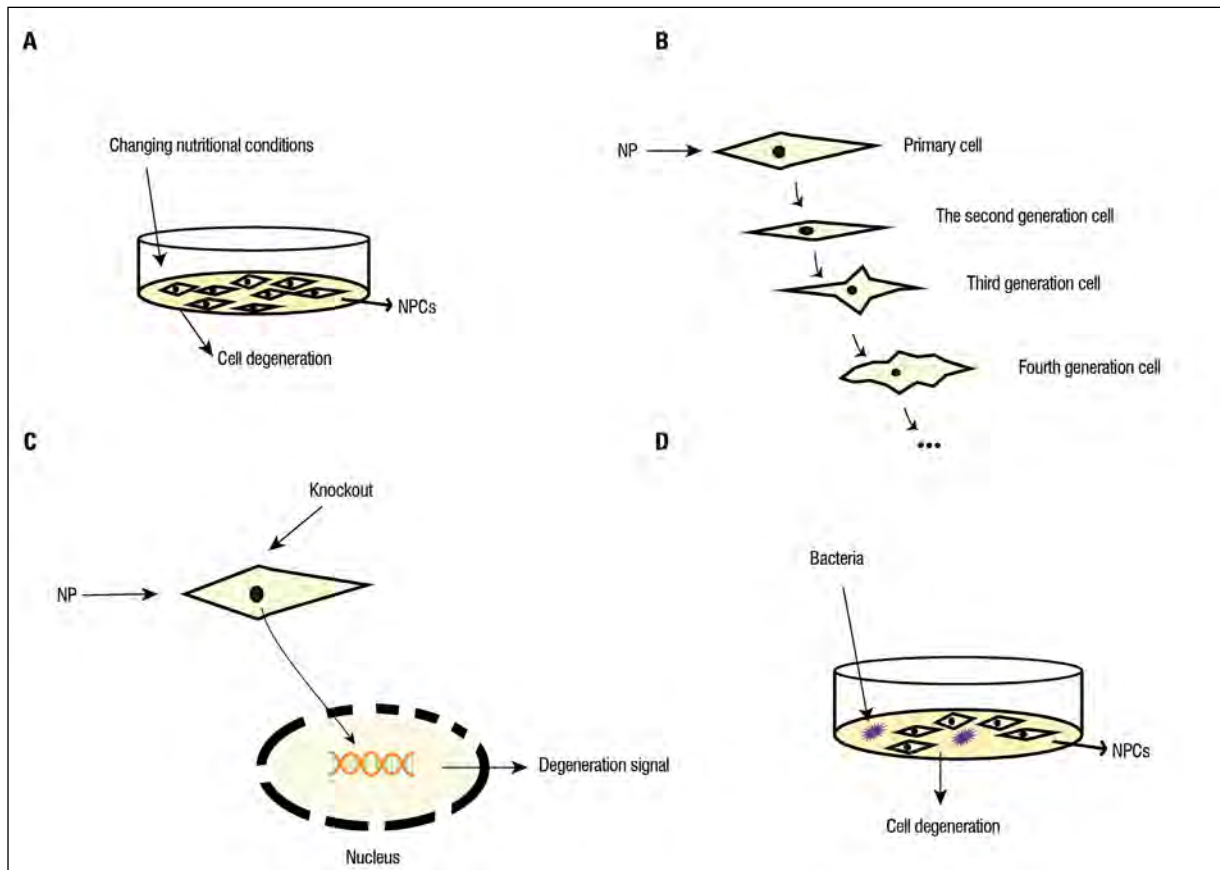 A
Changing nutritional conditions
NPCs
Cell degeneration
B
NP
Primary cell
The second generation cell
Third generation cell
Fourth generation cell
...
C
Knockout
NP
Degeneration signal
Nucleus
D
Bacteria
NPCs
Cell degeneration